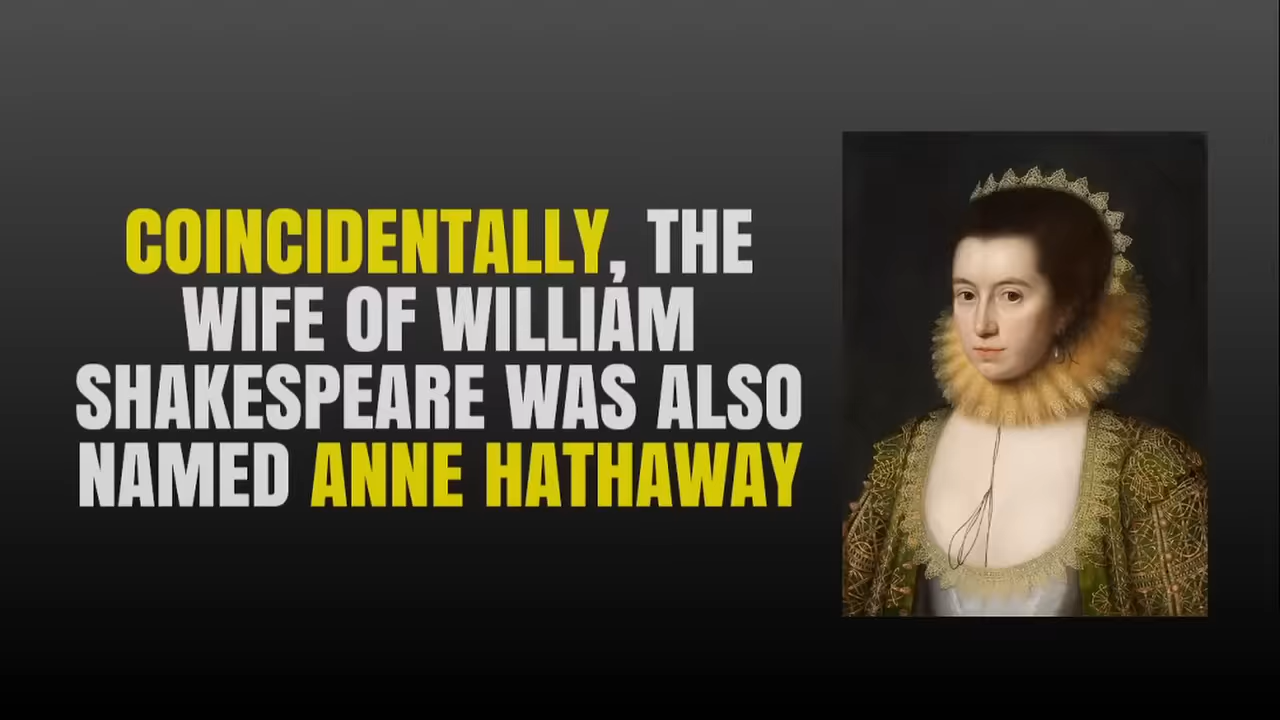 COINCIDENTALLY, THE
WIFE OF WILLIAM
SHAKESPEARE WAS ALSO
NAMED ANNE HATHAWAY